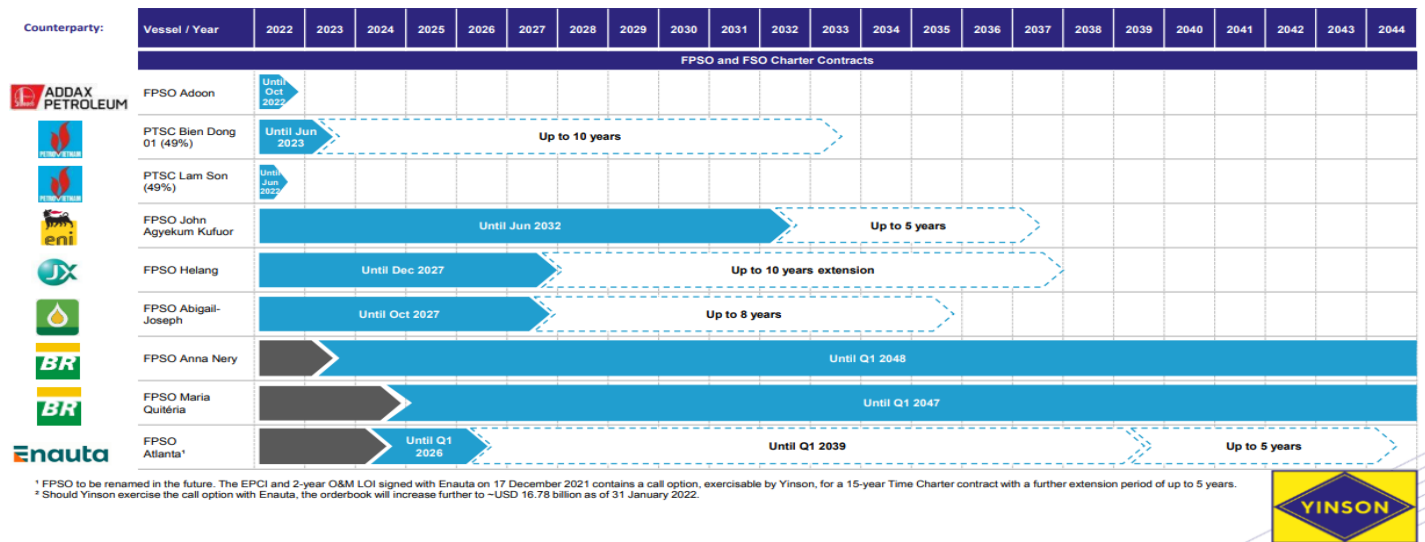 Counterparty:
Vessel / Year 2022 2023 2024 2025 2026 2027 2028 2029 2030 2031 2032 2033 2034 2035 2036 2037 2038 2039 2040 2041 2042 2043 2044
FPSO and FSO Charter Contracts
ADDAX
PETROLEUM
FPSO Adoon
Until
Oct
2022
PETROVIETNAM
PTSC Bien Dong
01 (49%)
Until Jun
2023
Up to 10 years
PETROVIETNAM
PTSC Lam Son
(49%)
Until
Jun
2022
eni
FPSO John
Agyekum Kufuor
Until Jun 2032
Up to 5 years
JX
FPSO Helang
Until Dec 2027
Up to 10 years extension
FPSO Abigail-
Joseph
Until Oct 2027
Up to 8 years
BR
FPSO Anna Nery
Until Q1 2048
BR
FPSO Maria
Quitéria
Until Q1 2047
Enauta
FPSO
Atlanta¹
Until Q1
2026
Until Q1 2039
Up to 5 years
¹ FPSO to be renamed in the future. The EPCI and 2-year O&M LOI signed with Enauta on 17 December 2021 contains a call option, exercisable by Yinson, for a 15-year Time Charter contract with a further extension period of up to 5 years.
² Should Yinson exercise the call option with Enauta, the orderbook will increase further to ~USD 16.78 billion as of 31 January 2022.
YINSON